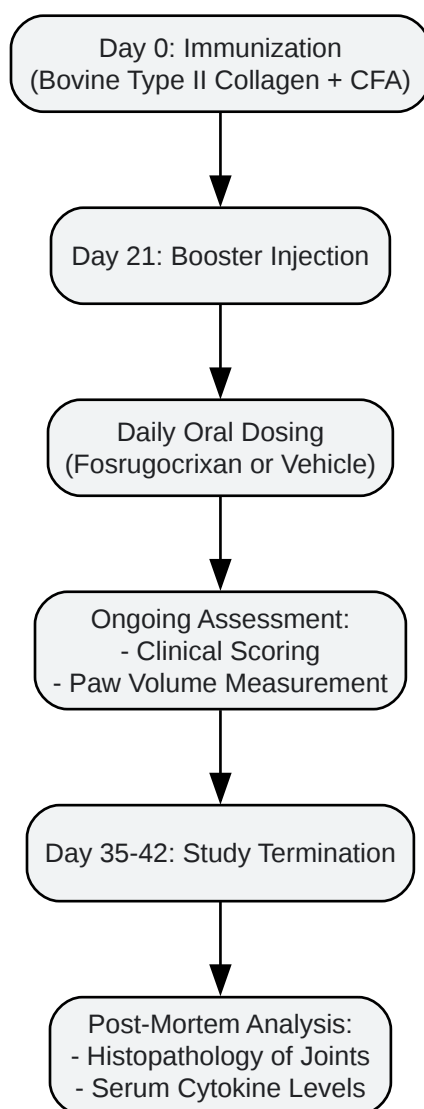 Day 0: Immunization
(Bovine Type II Collagen + CFA)
Day 21: Booster Injection
Daily Oral Dosing
(Fosrugocrixan or Vehicle)
Ongoing Assessment:
- Clinical Scoring
- Paw Volume Measurement
Day 35-42: Study Termination
Post-Mortem Analysis:
- Histopathology of Joints
- Serum Cytokine Levels